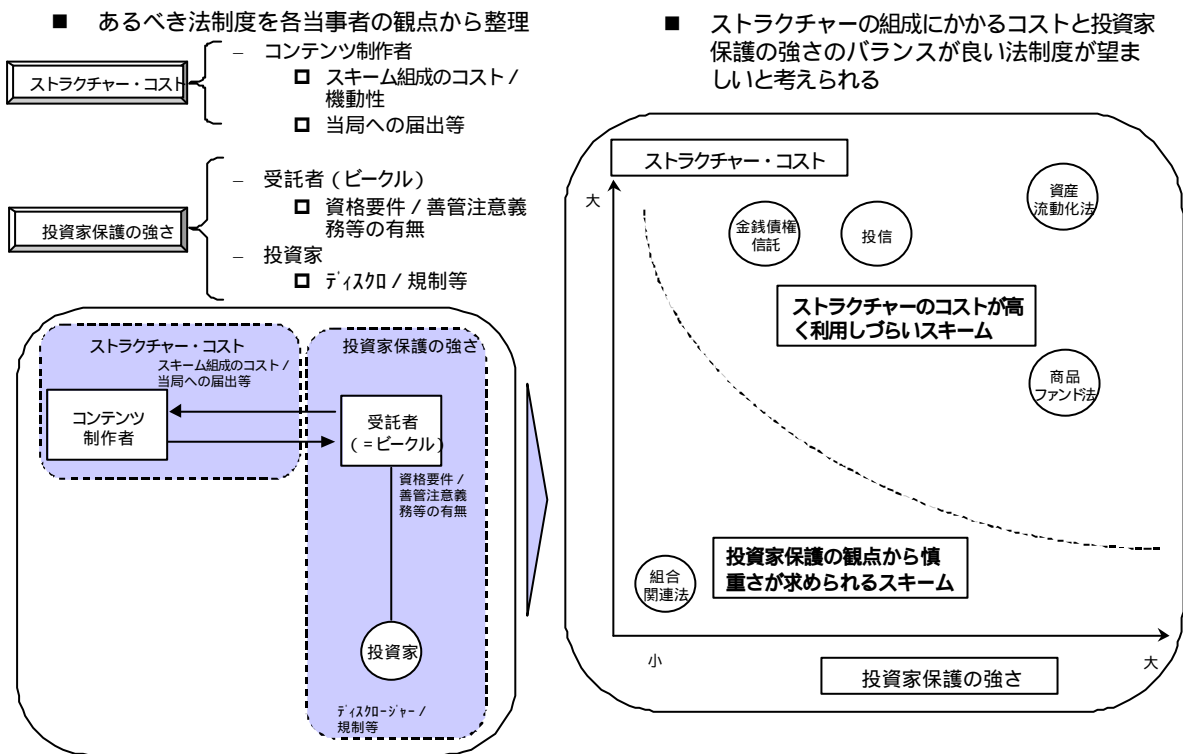 ■ あるべき法制度を各当事者の観点から整理
ストラクチャー・コスト
– コンテンツ制作者
スキーム組成のコスト /
機動性
当局への届出等
投資家保護の強さ
– 受託者 ( ビークル )
資格要件 / 善管注意義
務等の有無
– 投資家
ディスクロ / 規制等
ストラクチャー・コスト
スキーム組成のコスト /
当局への届出等
コンテンツ
制作者
投資家保護の強さ
受託者
( = ビークル )
資格要件 /
善管注意義
務等の有無
投資家
ディスクロージャー /
規制等
■ ストラクチャーの組成にかかるコストと投資家
保護の強さのバランスが良い法制度が望ま
しいと考えられる
ストラクチャー・コスト
大
金銭債権
信託
投信
資産
流動化法
ストラクチャーのコストが高
く利用しづらいスキーム
商品
ファンド法
投資家保護の観点から慎
重さが求められるスキーム
組合
関連法
小
大
投資家保護の強さ